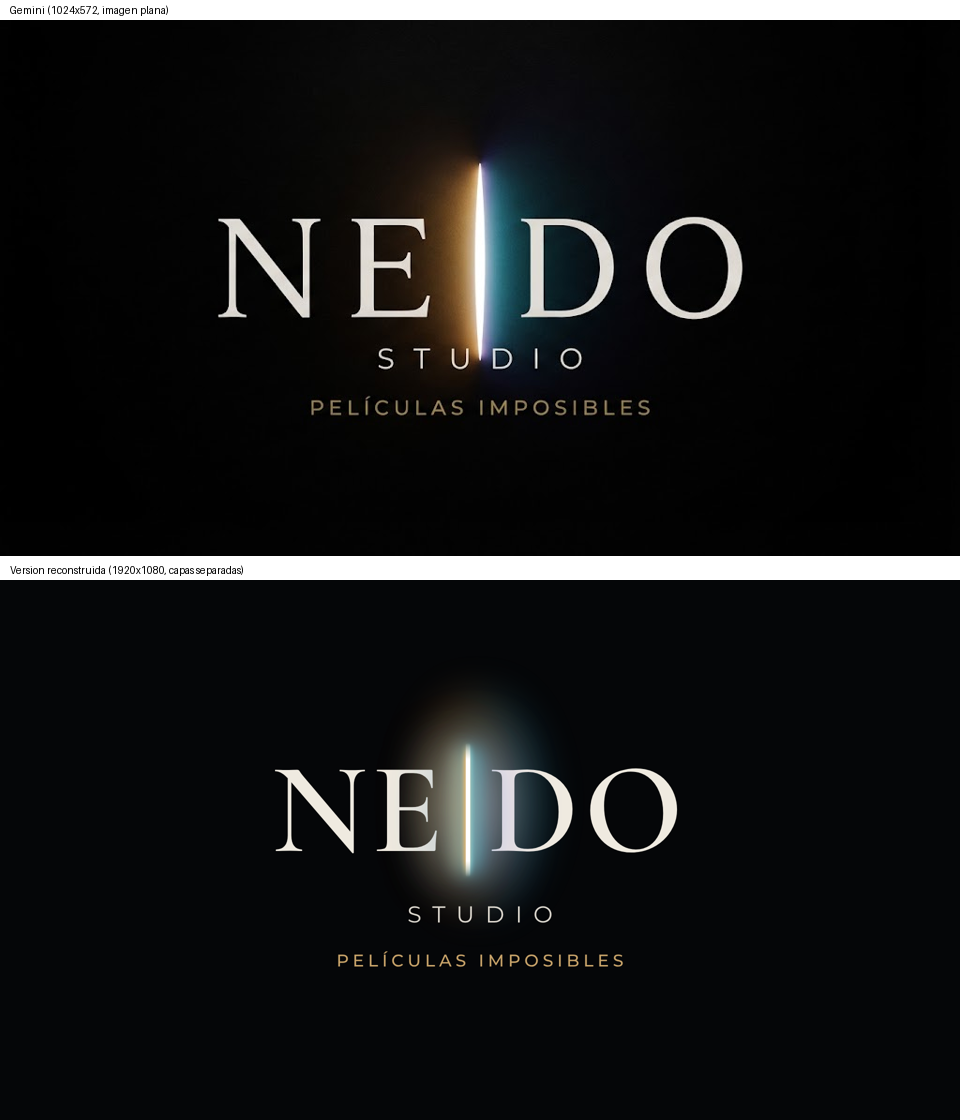 Gemini (1024x572, imagen plana)
NE|DO
STUDIO
PELÍCULAS IMPOSIBLES
Version reconstruida (1920x1080, capas separadas)
NE|DO
STUDIO
PELÍCULAS IMPOSIBLES